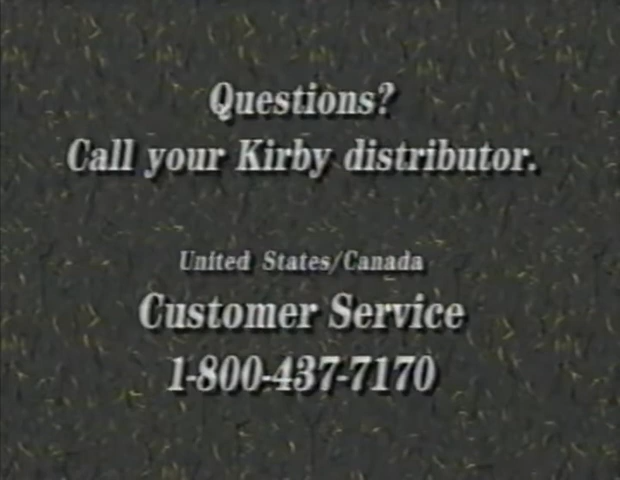 Questions?
Call your Kirby distributor.
United States/Canada
Customer Service
1-800-437-7170